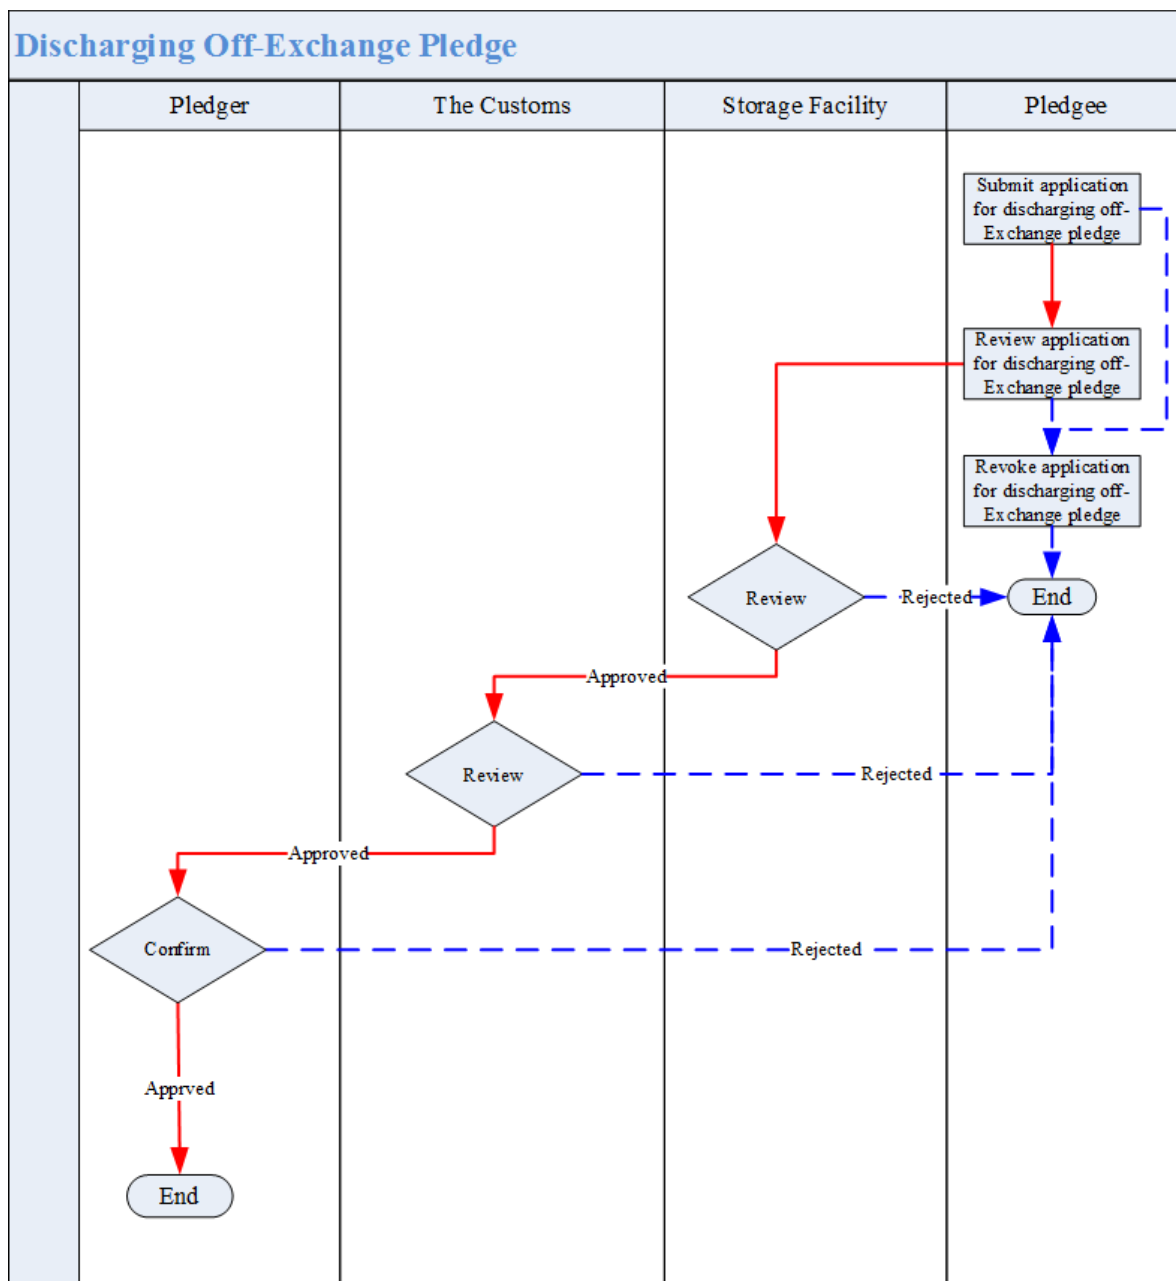 Discharging Off-Exchange Pledge
Pledger
The Customs
Storage Facility
Pledgee
Submit application
for discharging off-
Exchange pledge
Review application
for discharging off-
Exchange pledge
Revoke application
for discharging off-
Exchange pledge
Review
Rejected
End
Approved
Review
Rejected
Approved
Confirm
Rejected
Apprved
End